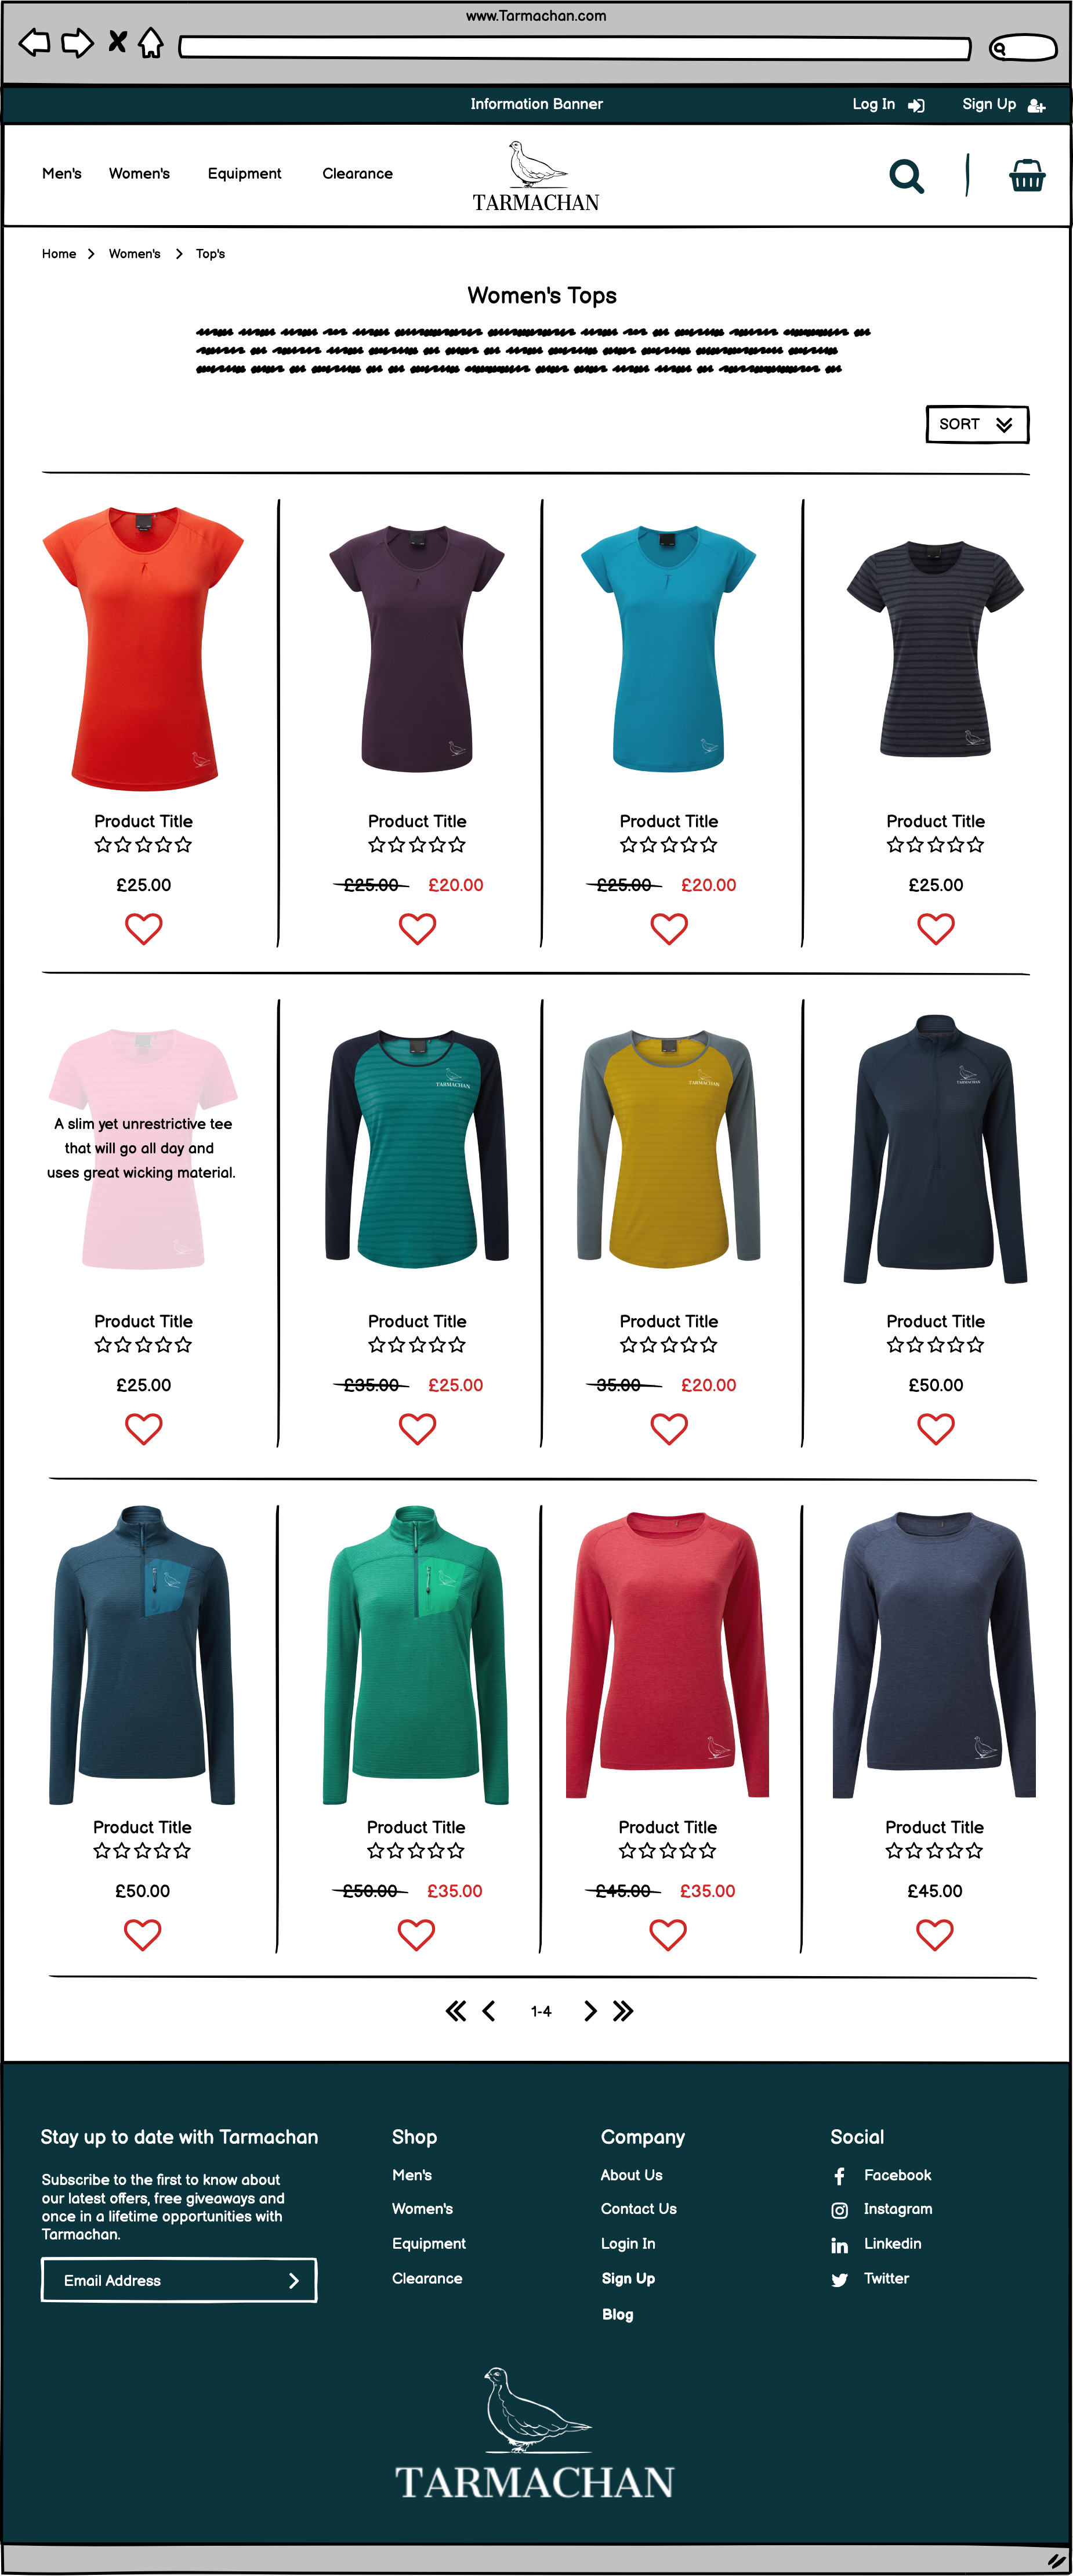 www.Tarmachan.com
Information Banner
Log In
Sign Up
Men's
Women's
Equipment
Clearance
TARMACHAN
Home
Women's
Top's
Women's Tops
SORT
Product Title
Product Title
Product Title
Product Title
£25.00
£25.00 £20.00
£25.00 £20.00
£25.00
A slim yet unrestrictive tee
that will go all day and
uses great wicking material.
TARMACHAN
TARMACHAN
TARMACHAN
Product Title
Product Title
Product Title
Product Title
£25.00
£35.00 £25.00
35.00 £20.00
£50.00
Product Title
Product Title
Product Title
Product Title
£50.00
£50.00 £35.00
£45.00 £35.00
£45.00
1-4
Stay up to date with Tarmachan
Subscribe to the first to know about
our latest offers, free giveaways and
once in a lifetime opportunities with
Tarmachan.
Email Address
Shop
Men's
Women's
Equipment
Clearance
Company
About Us
Contact Us
Login In
Sign Up
Blog
Social
Facebook
Instagram
Linkedin
Twitter
TARMACHAN